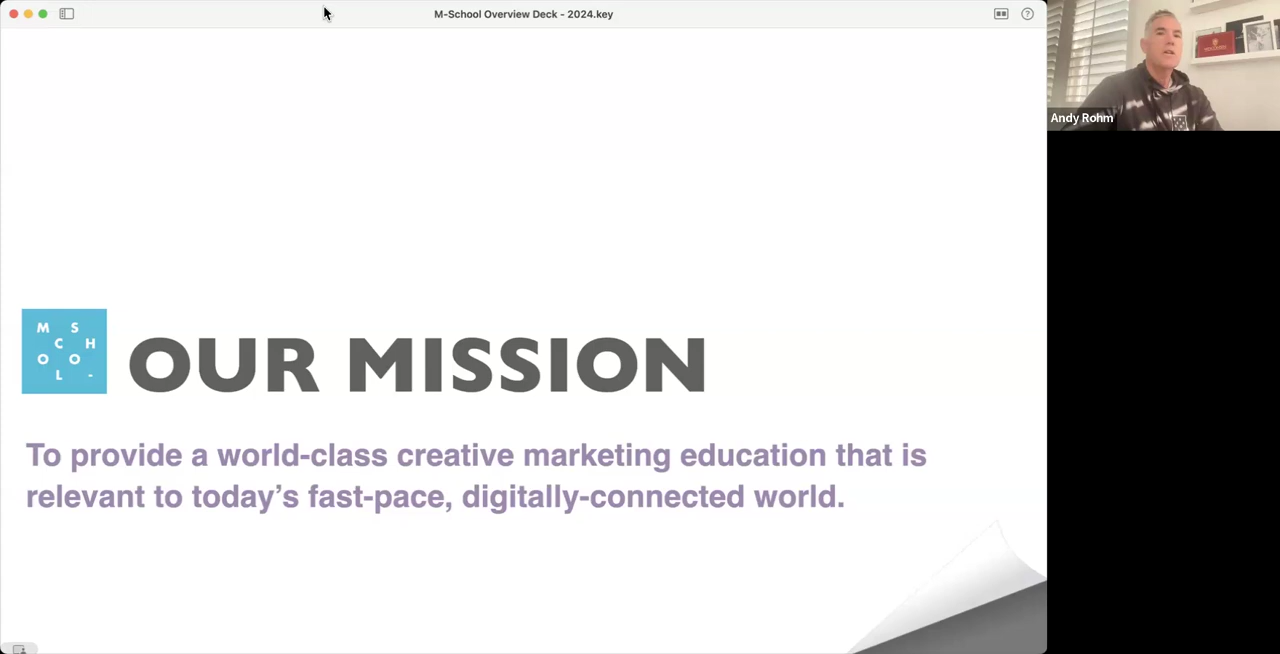 M-School Overview Deck - 2024.key
Andy Rohm
M S
C H
O O
L -
OUR MISSION
To provide a world-class creative marketing education that is
relevant to today’s fast-pace, digitally-connected world.